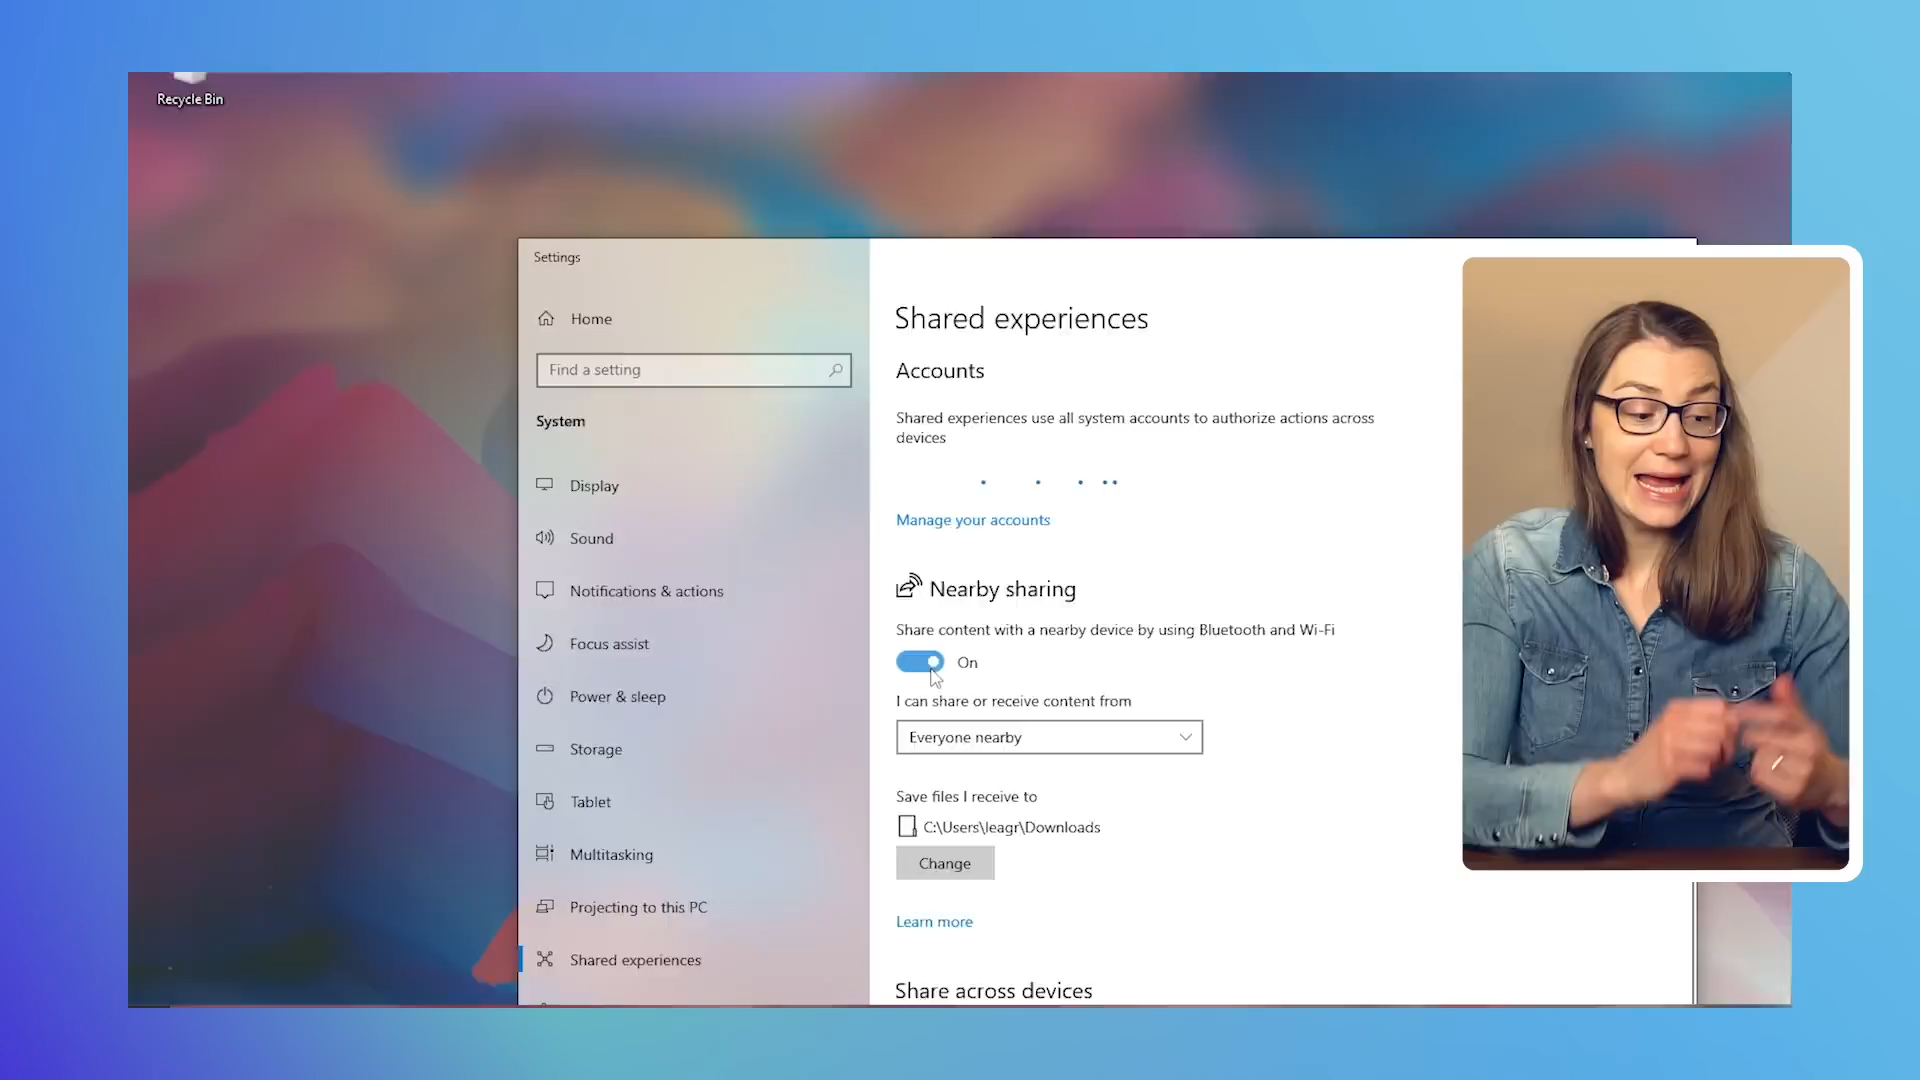 Recycle Bin
Settings
Home
Find a setting
System
Display
Sound
Notifications & actions
Focus assist
Power & sleep
Storage
Tablet
Multitasking
Projecting to this PC
Shared experiences
Shared experiences
Accounts
Shared experiences use all system accounts to authorize actions across
devices
Manage your accounts
Nearby sharing
Share content with a nearby device by using Bluetooth and Wi-Fi
On
I can share or receive content from
Everyone nearby
Save files I receive to
C:\Users\leagr\Downloads
Change
Learn more
Share across devices